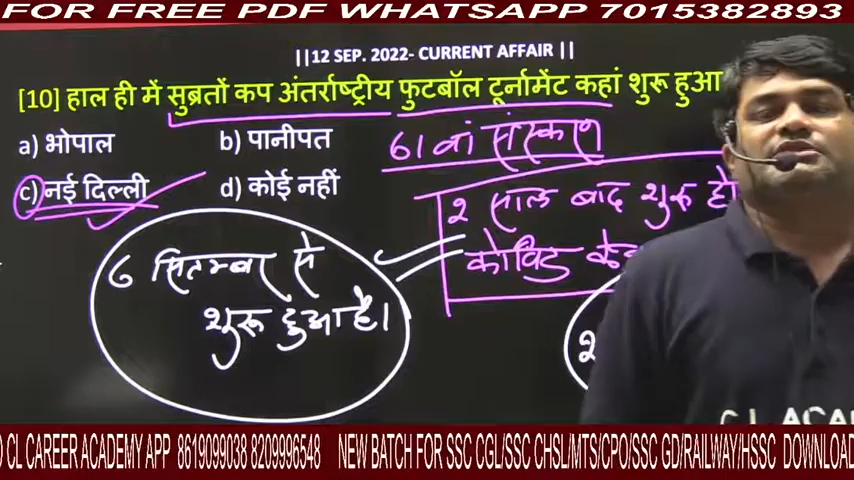 FOR FREE PDF WHATSAPP 7015382893
||12 SEP. 2022- CURRENT AFFAIR ||
[10] हाल ही में सुब्रतों कप अंतर्राष्ट्रीय फुटबॉल टूर्नामेंट कहां शुरू हुआ
a) भोपाल b) पानीपत
61 वां संस्करण
c) नई दिल्ली d) कोई नहीं
2 साल बाद शुरू हो
कोविड के
6 सितम्बर से
शुरू हुआ है।
2
C L ACA
CL CAREER ACADEMY APP 8619099038 8209996548 NEW BATCH FOR SSC CGL/SSC CHSL/MTS/CPO/SSC GD/RAILWAY/HSSC DOWNLOAD